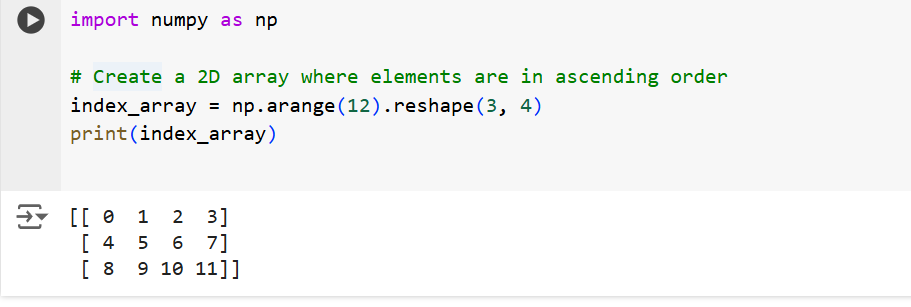 import numpy as np
# Create a 2D array where elements are in ascending order
index_array = np.arange(12).reshape(3, 4)
print(index_array)
[[ 0  1  2  3]
 [ 4  5  6  7]
 [ 8  9 10 11]]